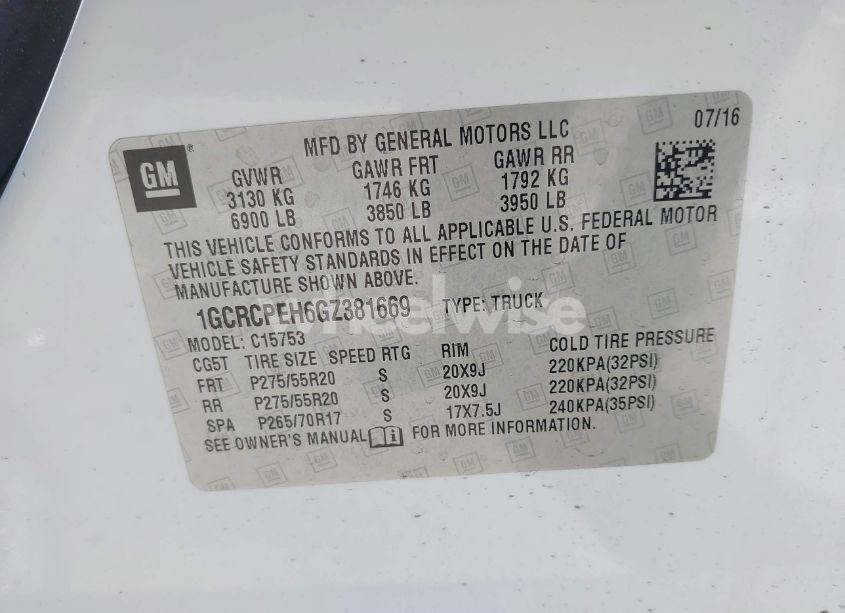 GM
MFD BY GENERAL MOTORS LLC
07/16
GVWR GAWR FRT GAWR RR
3130 KG 1746 KG 1792 KG
6900 LB 3850 LB 3950 LB
THIS VEHICLE CONFORMS TO ALL APPLICABLE U.S. FEDERAL MOTOR
VEHICLE SAFETY STANDARDS IN EFFECT ON THE DATE OF
MANUFACTURE SHOWN ABOVE.
1GCRCPEH6GZ381669 TYPE: TRUCK
wheelwise
MODEL: C15753
CG5T TIRE SIZE SPEED RTG RIM COLD TIRE PRESSURE
FRT P275/55R20 S 20X9J 220KPA(32PSI)
RR P275/55R20 S 20X9J 220KPA(32PSI)
SPA P265/70R17 S 17X7.5J 240KPA(35PSI)
SEE OWNER'S MANUAL FOR MORE INFORMATION.